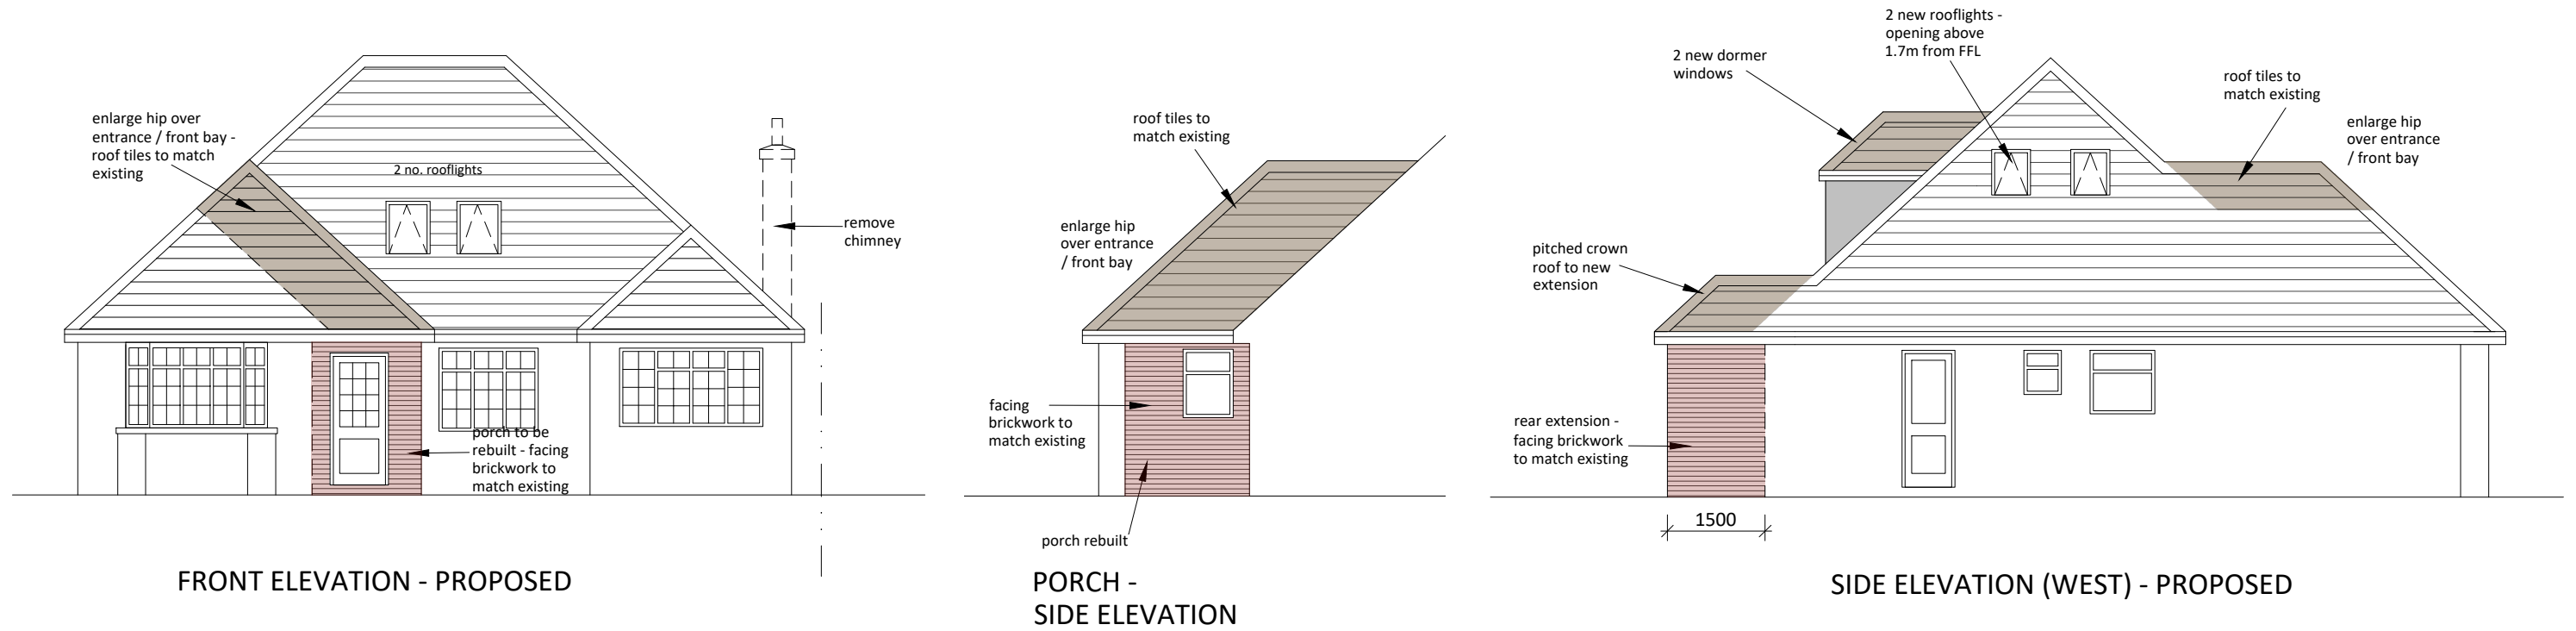 enlarge hip over
entrance / front bay -
roof tiles to match
existing
2 no. rooflights
remove
chimney
porch to be
rebuilt - facing
brickwork to
match existing
FRONT ELEVATION - PROPOSED
roof tiles to
match existing
enlarge hip
over entrance
/ front bay
facing
brickwork to
match existing
porch rebuilt
PORCH -
SIDE ELEVATION
2 new rooflights -
opening above
1.7m from FFL
2 new dormer
windows
roof tiles to
match existing
enlarge hip
over entrance
/ front bay
pitched crown
roof to new
extension
rear extension -
facing brickwork
to match existing
1500
SIDE ELEVATION (WEST) - PROPOSED